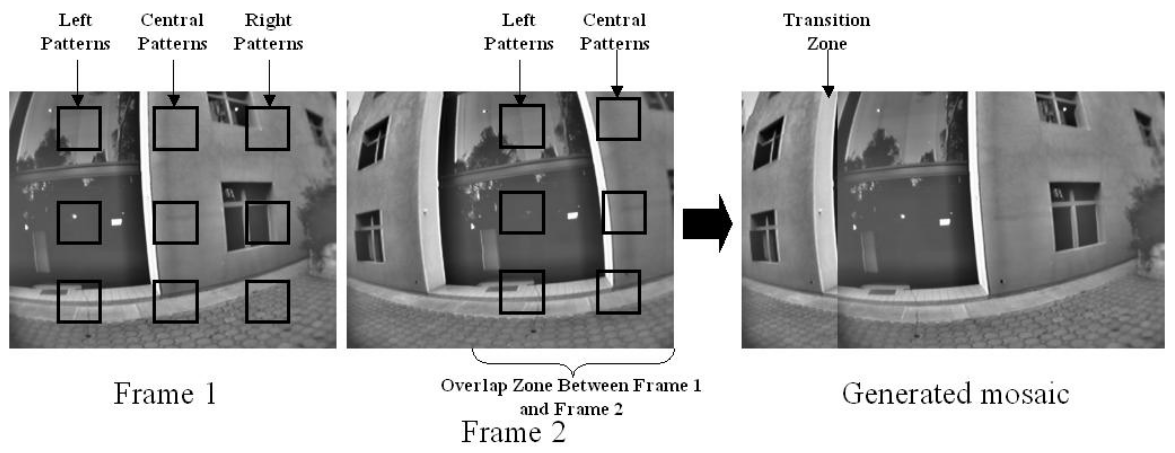 Left
Patterns
Central
Patterns
Right
Patterns
Left
Patterns
Central
Patterns
Transition
Zone
Frame 1
Overlap Zone Between Frame 1
and Frame 2
Frame 2
Generated mosaic